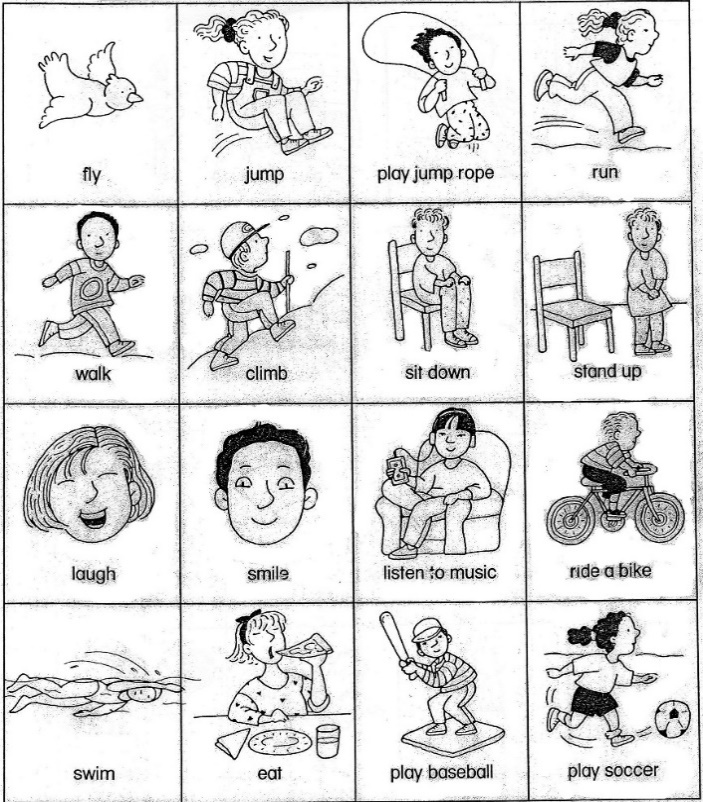 fly
jump
play jump rope
run
walk
climb
sit down
stand up
laugh
smile
listen to music
ride a bike
swim
eat
play baseball
play soccer